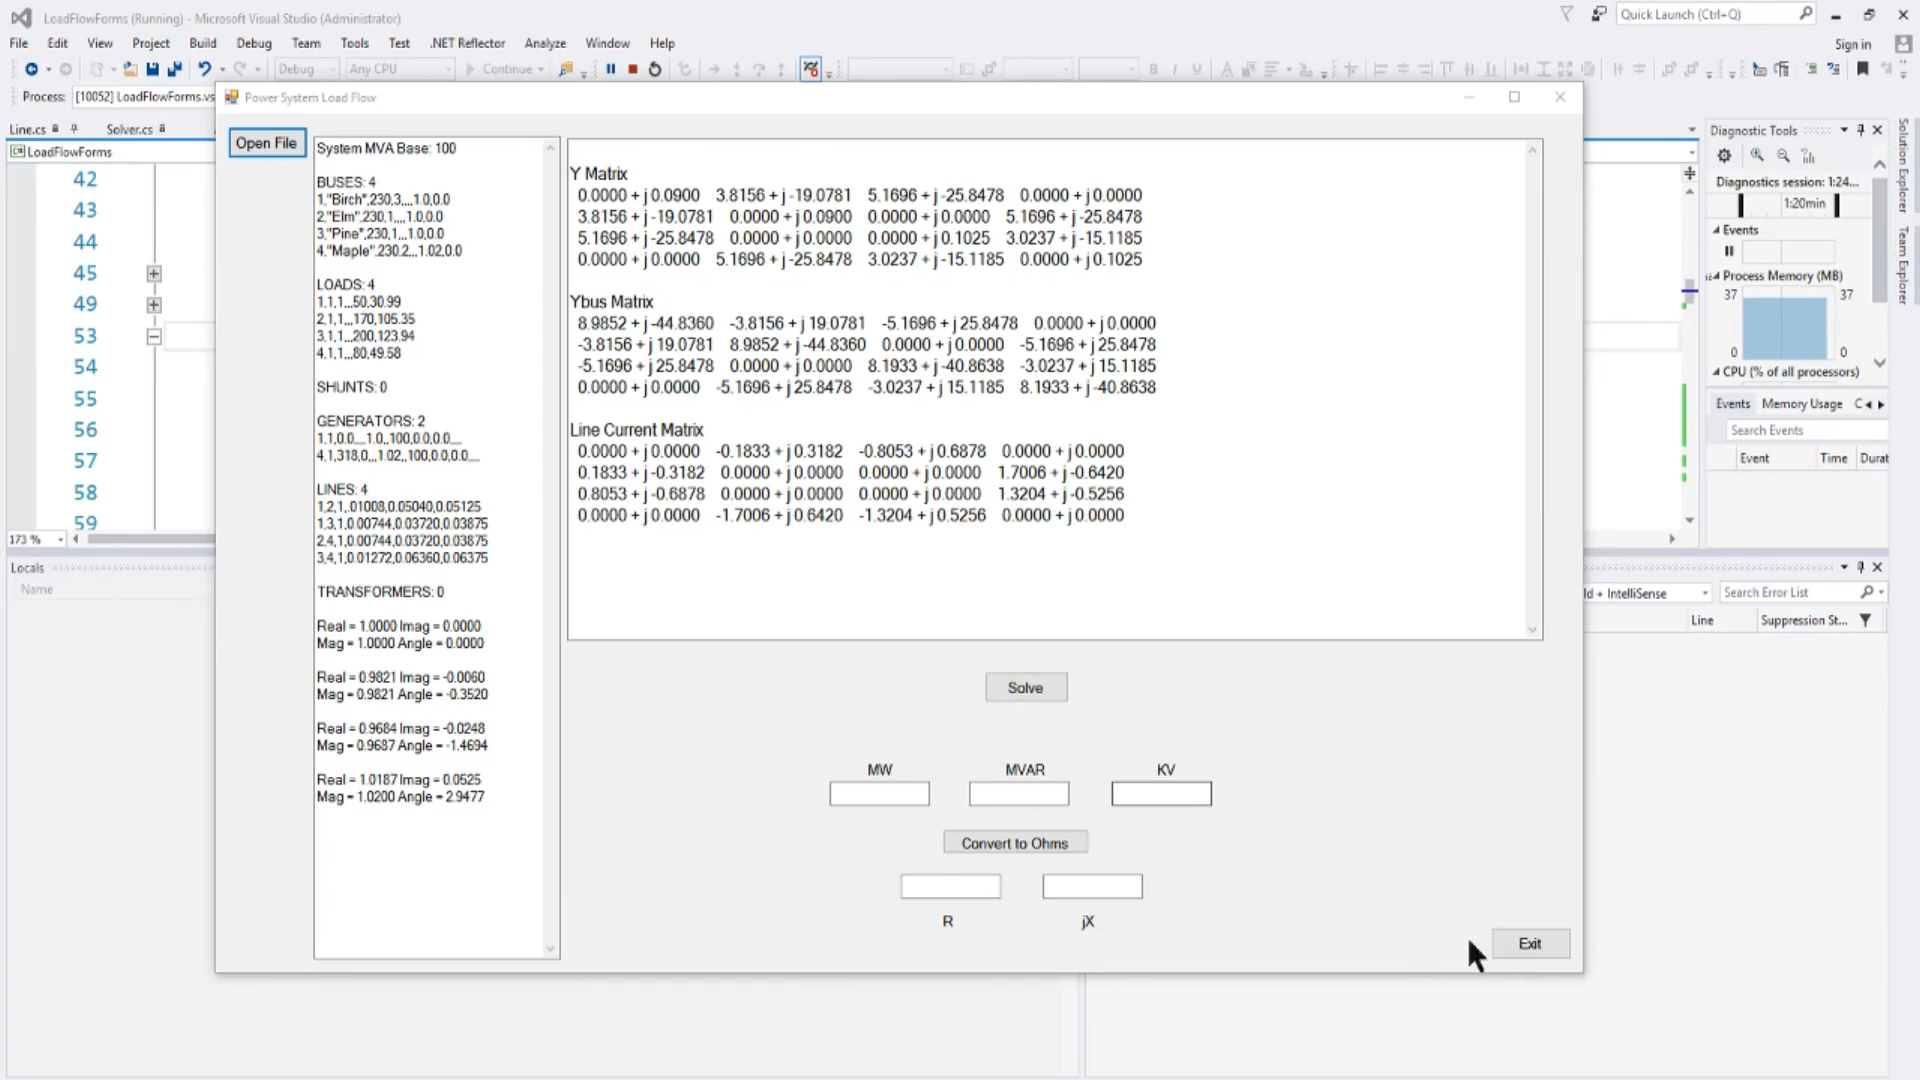 LoadFlowForms (Running) - Microsoft Visual Studio (Administrator)
Quick Launch (Ctrl+Q)
File Edit View Project Build Debug Team Tools Test .NET Reflector Analyze Window Help
Sign in
Debug Any CPU Continue
Process: [10052] LoadFlowForms.vs
Power System Load Flow
Line.cs Solver.cs
LoadFlowForms
42
43
44
45
49
53
54
55
56
57
58
59
173 %
Locals
Name
Open File
System MVA Base: 100
BUSES: 4
1,"Birch",230,3,,,,1.0,0.0
2,"Elm",230,1,,,,1.0,0.0
3,"Pine",230,1,,,1.0,0.0
4,"Maple",230,2,,,1.02,0.0
LOADS: 4
1,1,1,,,50,30.99
2,1,1,,,170,105.35
3,1,1,,,200,123.94
4,1,1,,,80,49.58
SHUNTS: 0
GENERATORS: 2
LINES: 4
1,2,1,.01008,0.05040,0.05125
1,3,1,0.00744,0.03720,0.03875
2,4,1,0.00744,0.03720,0.03875
3,4,1,0.01272,0.06360,0.06375
TRANSFORMERS: 0
Real = 1.0000 Imag = 0.0000
Mag = 1.0000 Angle = 0.0000
Real = 0.9821 Imag = -0.0060
Mag = 0.9821 Angle = -0.3520
Real = 0.9684 Imag = -0.0248
Mag = 0.9687 Angle = -1.4694
Real = 1.0187 Imag = 0.0525
Mag = 1.0200 Angle = 2.9477
Y Matrix
0.0000 + j 0.0900 3.8156 + j -19.0781 5.1696 + j -25.8478 0.0000 + j 0.0000
3.8156 + j -19.0781 0.0000 + j 0.0900 0.0000 + j 0.0000 5.1696 + j -25.8478
5.1696 + j -25.8478 0.0000 + j 0.0000 0.0000 + j 0.1025 3.0237 + j -15.1185
0.0000 + j 0.0000 5.1696 + j -25.8478 3.0237 + j -15.1185 0.0000 + j 0.1025
Ybus Matrix
8.9852 + j -44.8360 -3.8156 + j 19.0781 -5.1696 + j 25.8478 0.0000 + j 0.0000
-3.8156 + j 19.0781 8.9852 + j -44.8360 0.0000 + j 0.0000 -5.1696 + j 25.8478
-5.1696 + j 25.8478 0.0000 + j 0.0000 8.1933 + j -40.8638 -3.0237 + j 15.1185
0.0000 + j 0.0000 -5.1696 + j 25.8478 -3.0237 + j 15.1185 8.1933 + j -40.8638
Line Current Matrix
0.0000 + j 0.0000 -0.1833 + j 0.3182 -0.8053 + j 0.6878 0.0000 + j 0.0000
0.1833 + j -0.3182 0.0000 + j 0.0000 0.0000 + j 0.0000 1.7006 + j -0.6420
0.8053 + j -0.6878 0.0000 + j 0.0000 0.0000 + j 0.0000 1.3204 + j -0.5256
0.0000 + j 0.0000 -1.7006 + j 0.6420 -1.3204 + j 0.5256 0.0000 + j 0.0000
Solve
MW MVAR KV
Convert to Ohms
R jX
Exit
Diagnostic Tools
Diagnostics session: 1:24...
1:20min
Events
Process Memory (MB)
37 37
0 0
CPU (% of all processors)
Events Memory Usage C
Search Events
Event Time Durat
ld + IntelliSense Search Error List
Line Suppression St...
Solution Explorer
Team Explorer